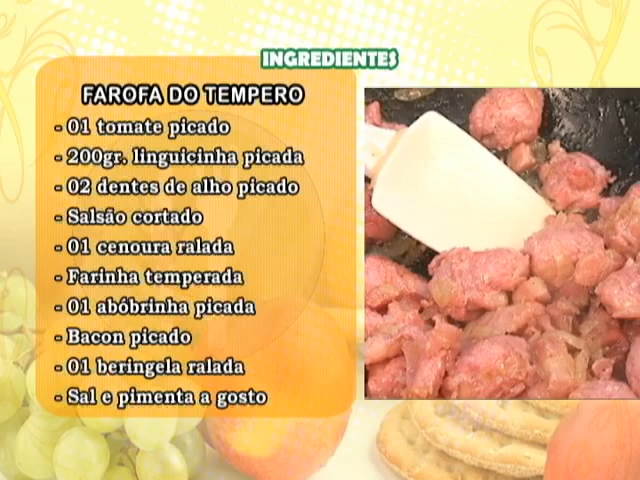 INGREDIENTES
FAROFA DO TEMPERO
- 01 tomate picado
- 200gr. linguicinha picada
- 02 dentes de alho picado
- Salsão cortado
- 01 cenoura ralada
- Farinha temperada
- 01 abóbrinha picada
- Bacon picado
- 01 beringela ralada
- Sal e pimenta a gosto